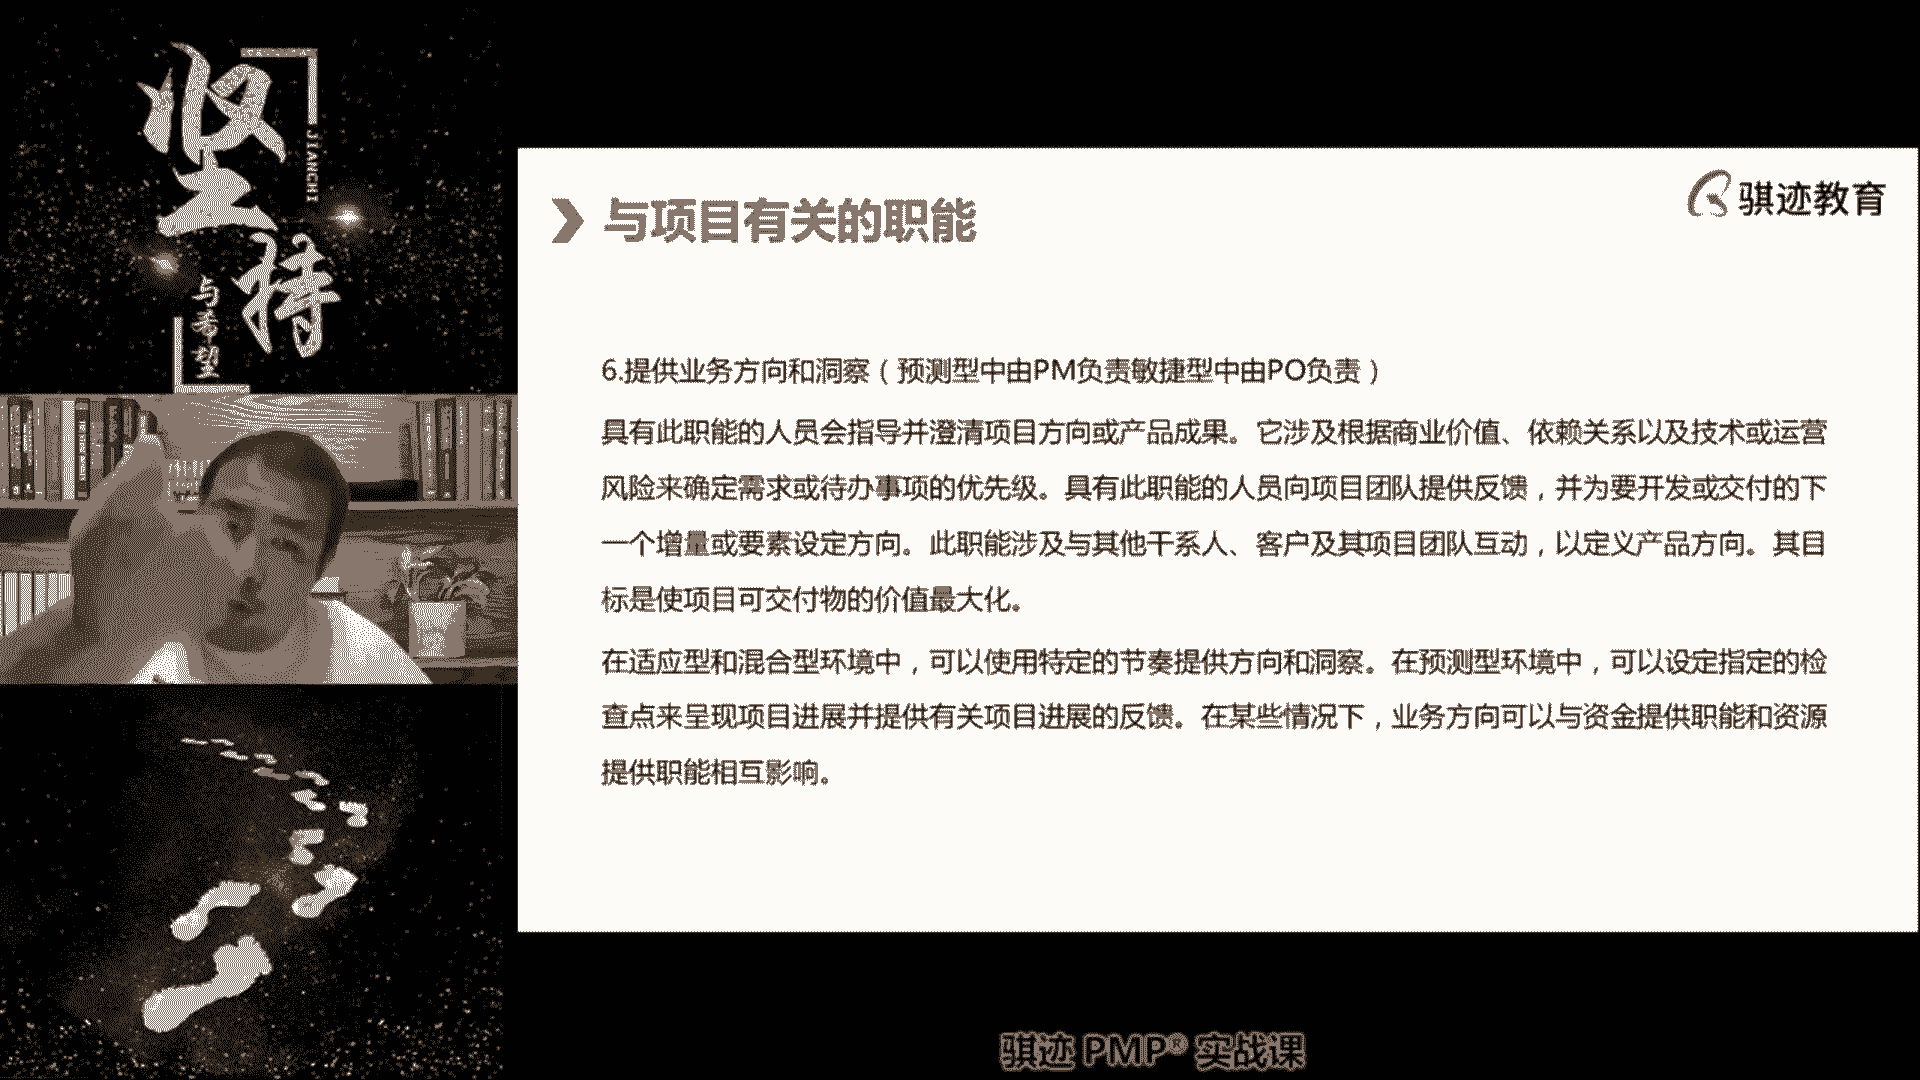 坚持
JIANCHI
与希望
骐迹教育
与项目有关的职能
6.提供业务方向和洞察（预测型中由PM负责敏捷型中由PO负责）
具有此职能的人员会指导并澄清项目方向或产品成果。它涉及根据商业价值、依赖关系以及技术或运营
风险来确定需求或待办事项的优先级。具有此职能的人员向项目团队提供反馈，并为要开发或交付的下
一个增量或要素设定方向。此职能涉及与其他干系人、客户及其项目团队互动，以定义产品方向。其目
标是使项目可交付物的价值最大化。
在适应型和混合型环境中，可以使用特定的节奏提供方向和洞察。在预测型环境中，可以设定指定的检
查点来呈现项目进展并提供有关项目进展的反馈。在某些情况下，业务方向可以与资金提供职能和资源
提供职能相互影响。
骐迹 PMP® 实战课